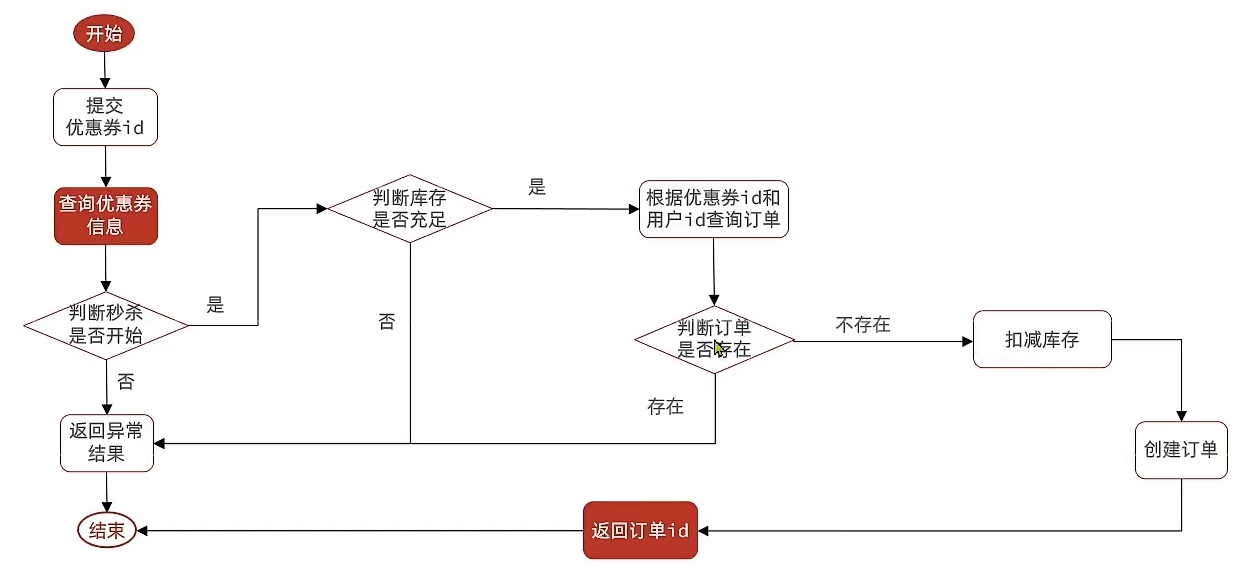 开始
提交
优惠券id
查询优惠券
信息
判断秒杀
是否开始
是
否
返回异常
结果
结束
判断库存
是否充足
是
否
根据优惠券id和
用户id查询订单
判断订单
是否存在
不存在
存在
扣减库存
创建订单
返回订单id